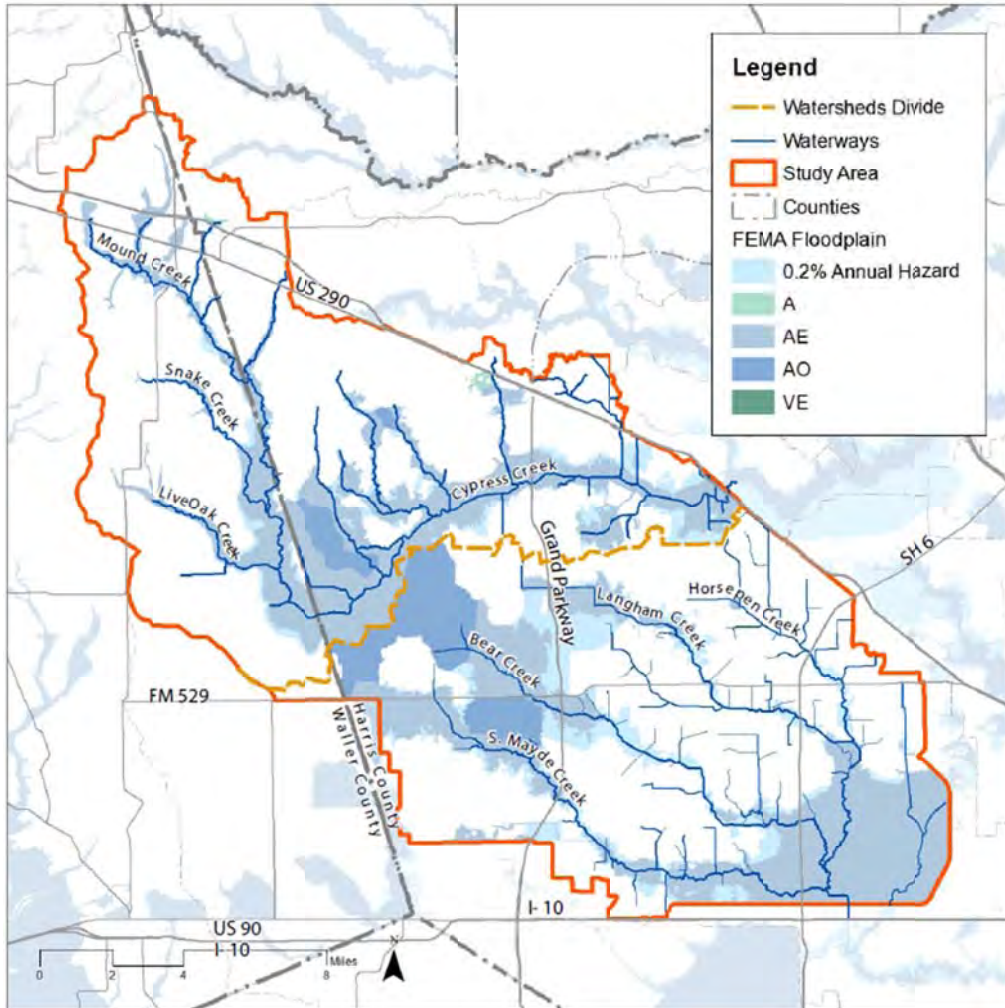 Legend
Watersheds Divide
Waterways
Study Area
Counties
FEMA Floodplain
0.2% Annual Hazard
A
AE
AO
VE
Mound Creek
US 290
Snake Creek
LiveOak Creek
Cypress Creek
Grand Parkway
SH 6
Horsepen Creek
Langham Creek
Bear Creek
FM 529
S. Mayde Creek
Harris County
Waller County
I- 10
US 90
I- 10
N
Miles
0 2 4 8